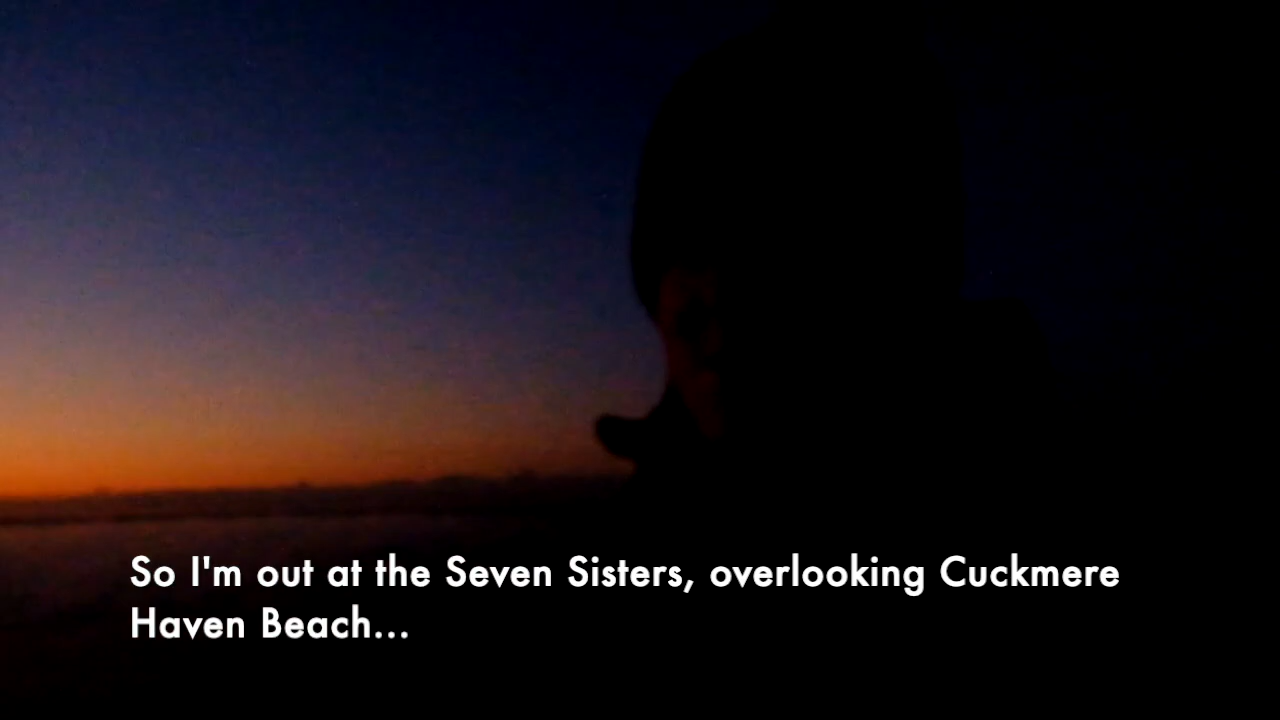 So I'm out at the Seven Sisters, overlooking Cuckmere
Haven Beach...